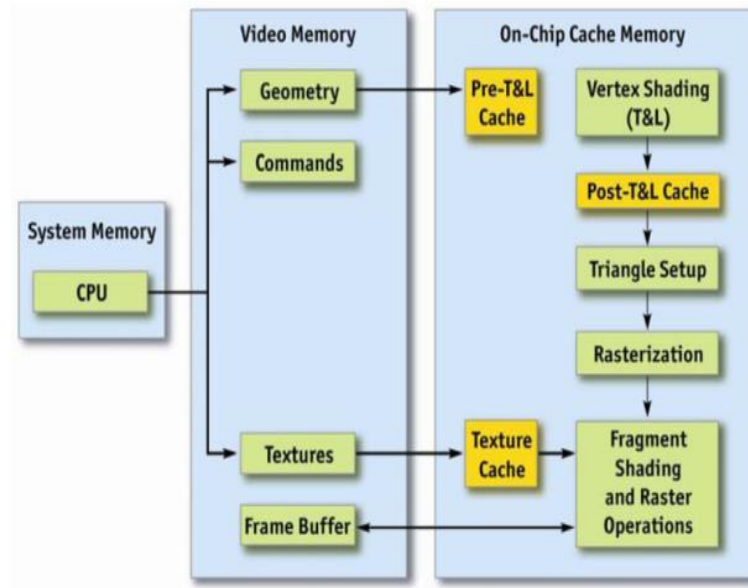 Video Memory
On-Chip Cache Memory
Geometry
Pre-T&L
Cache
Vertex Shading
(T&L)
Commands
Post-T&L Cache
System Memory
CPU
Triangle Setup
Rasterization
Textures
Texture
Cache
Fragment
Shading
and Raster
Operations
Frame Buffer